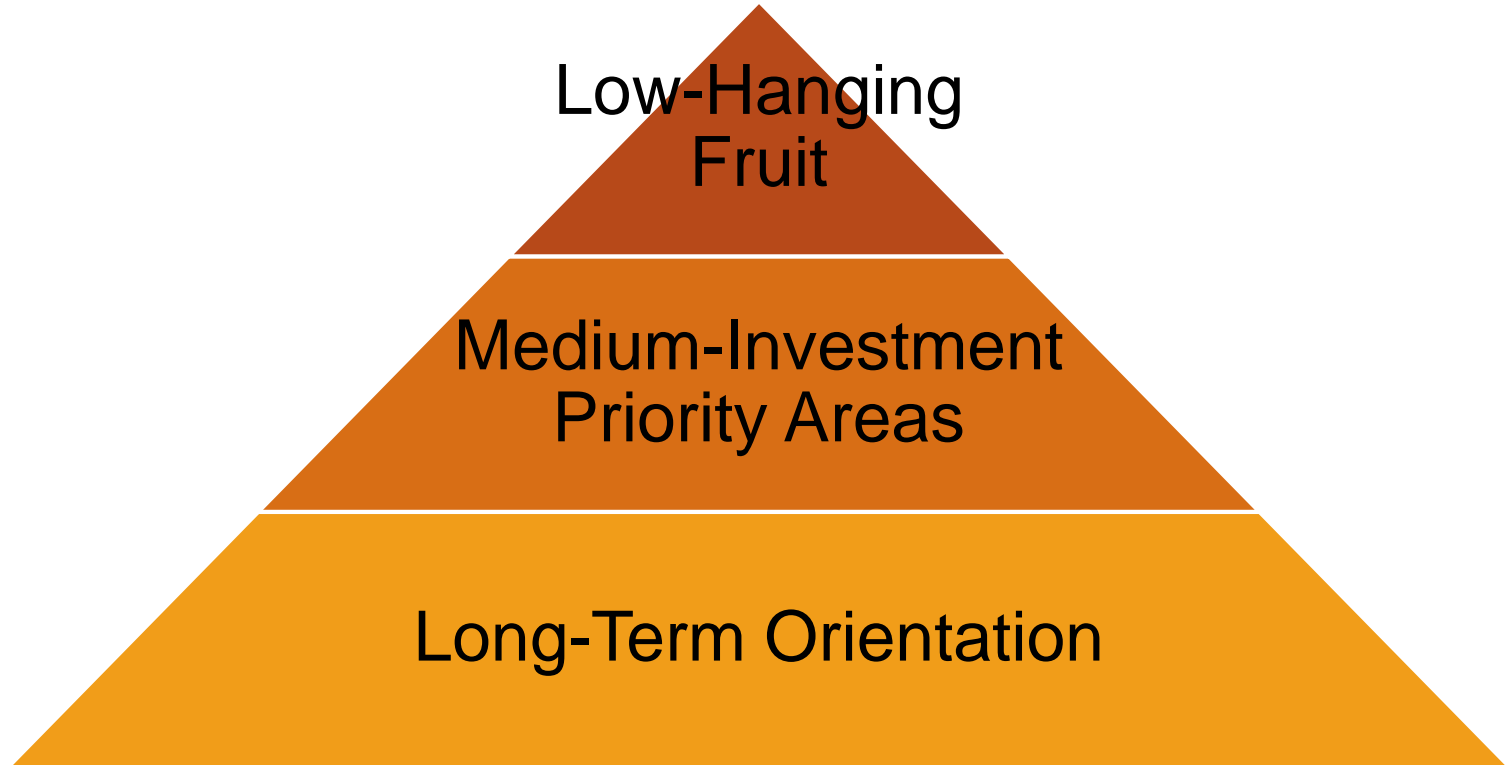 Low-Hanging
Fruit
Medium-Investment
Priority Areas
Long-Term Orientation